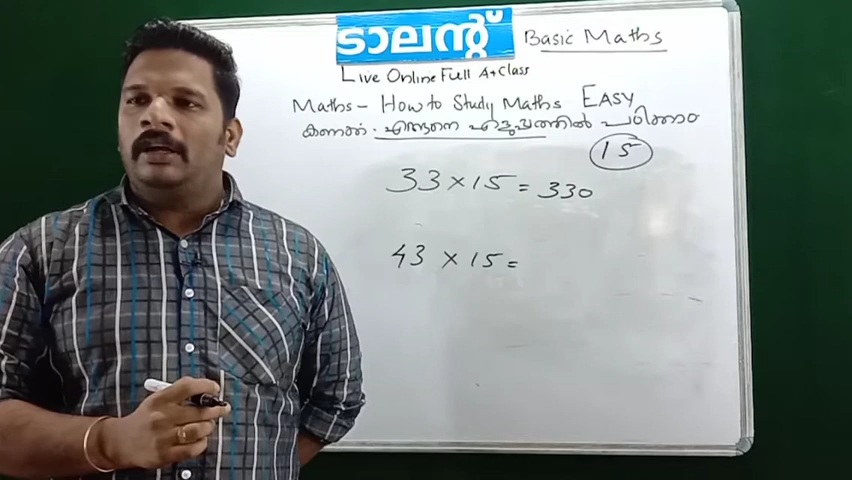 ടാലന്റ്
Basic Maths
Live Online Full A+ Class
Maths - How to Study Maths EASY
കണക്ക്. എങ്ങനെ എളുപ്പത്തിൽ പഠിക്കാം
15
33 × 15 = 330
43 × 15 =